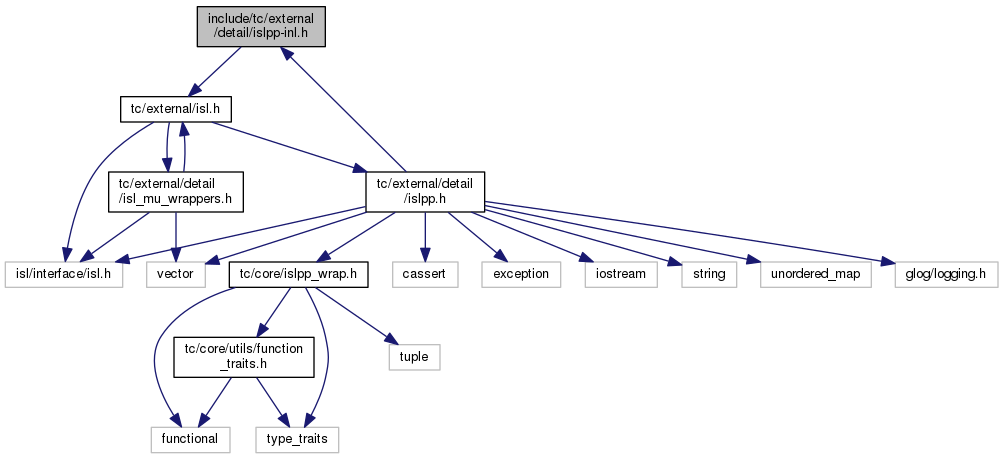 include/tc/external
/detail/islpp-inl.h
tc/external/isl.h
tc/external/detail
/isl_mu_wrappers.h
tc/external/detail
/islpp.h
isl/interface/isl.h
vector
tc/core/islpp_wrap.h
cassert
exception
iostream
string
unordered_map
glog/logging.h
tc/core/utils/function
_traits.h
tuple
functional
type_traits